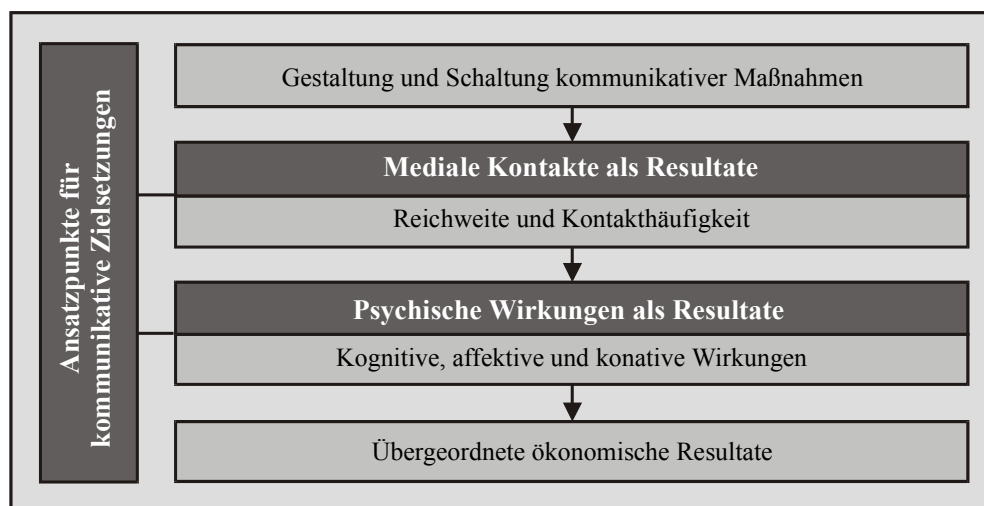 Ansatzpunkte für
kommunikative Zielsetzungen
Gestaltung und Schaltung kommunikativer Maßnahmen
Mediale Kontakte als Resultate
Reichweite und Kontakthäufigkeit
Psychische Wirkungen als Resultate
Kognitive, affektive und konative Wirkungen
Übergeordnete ökonomische Resultate